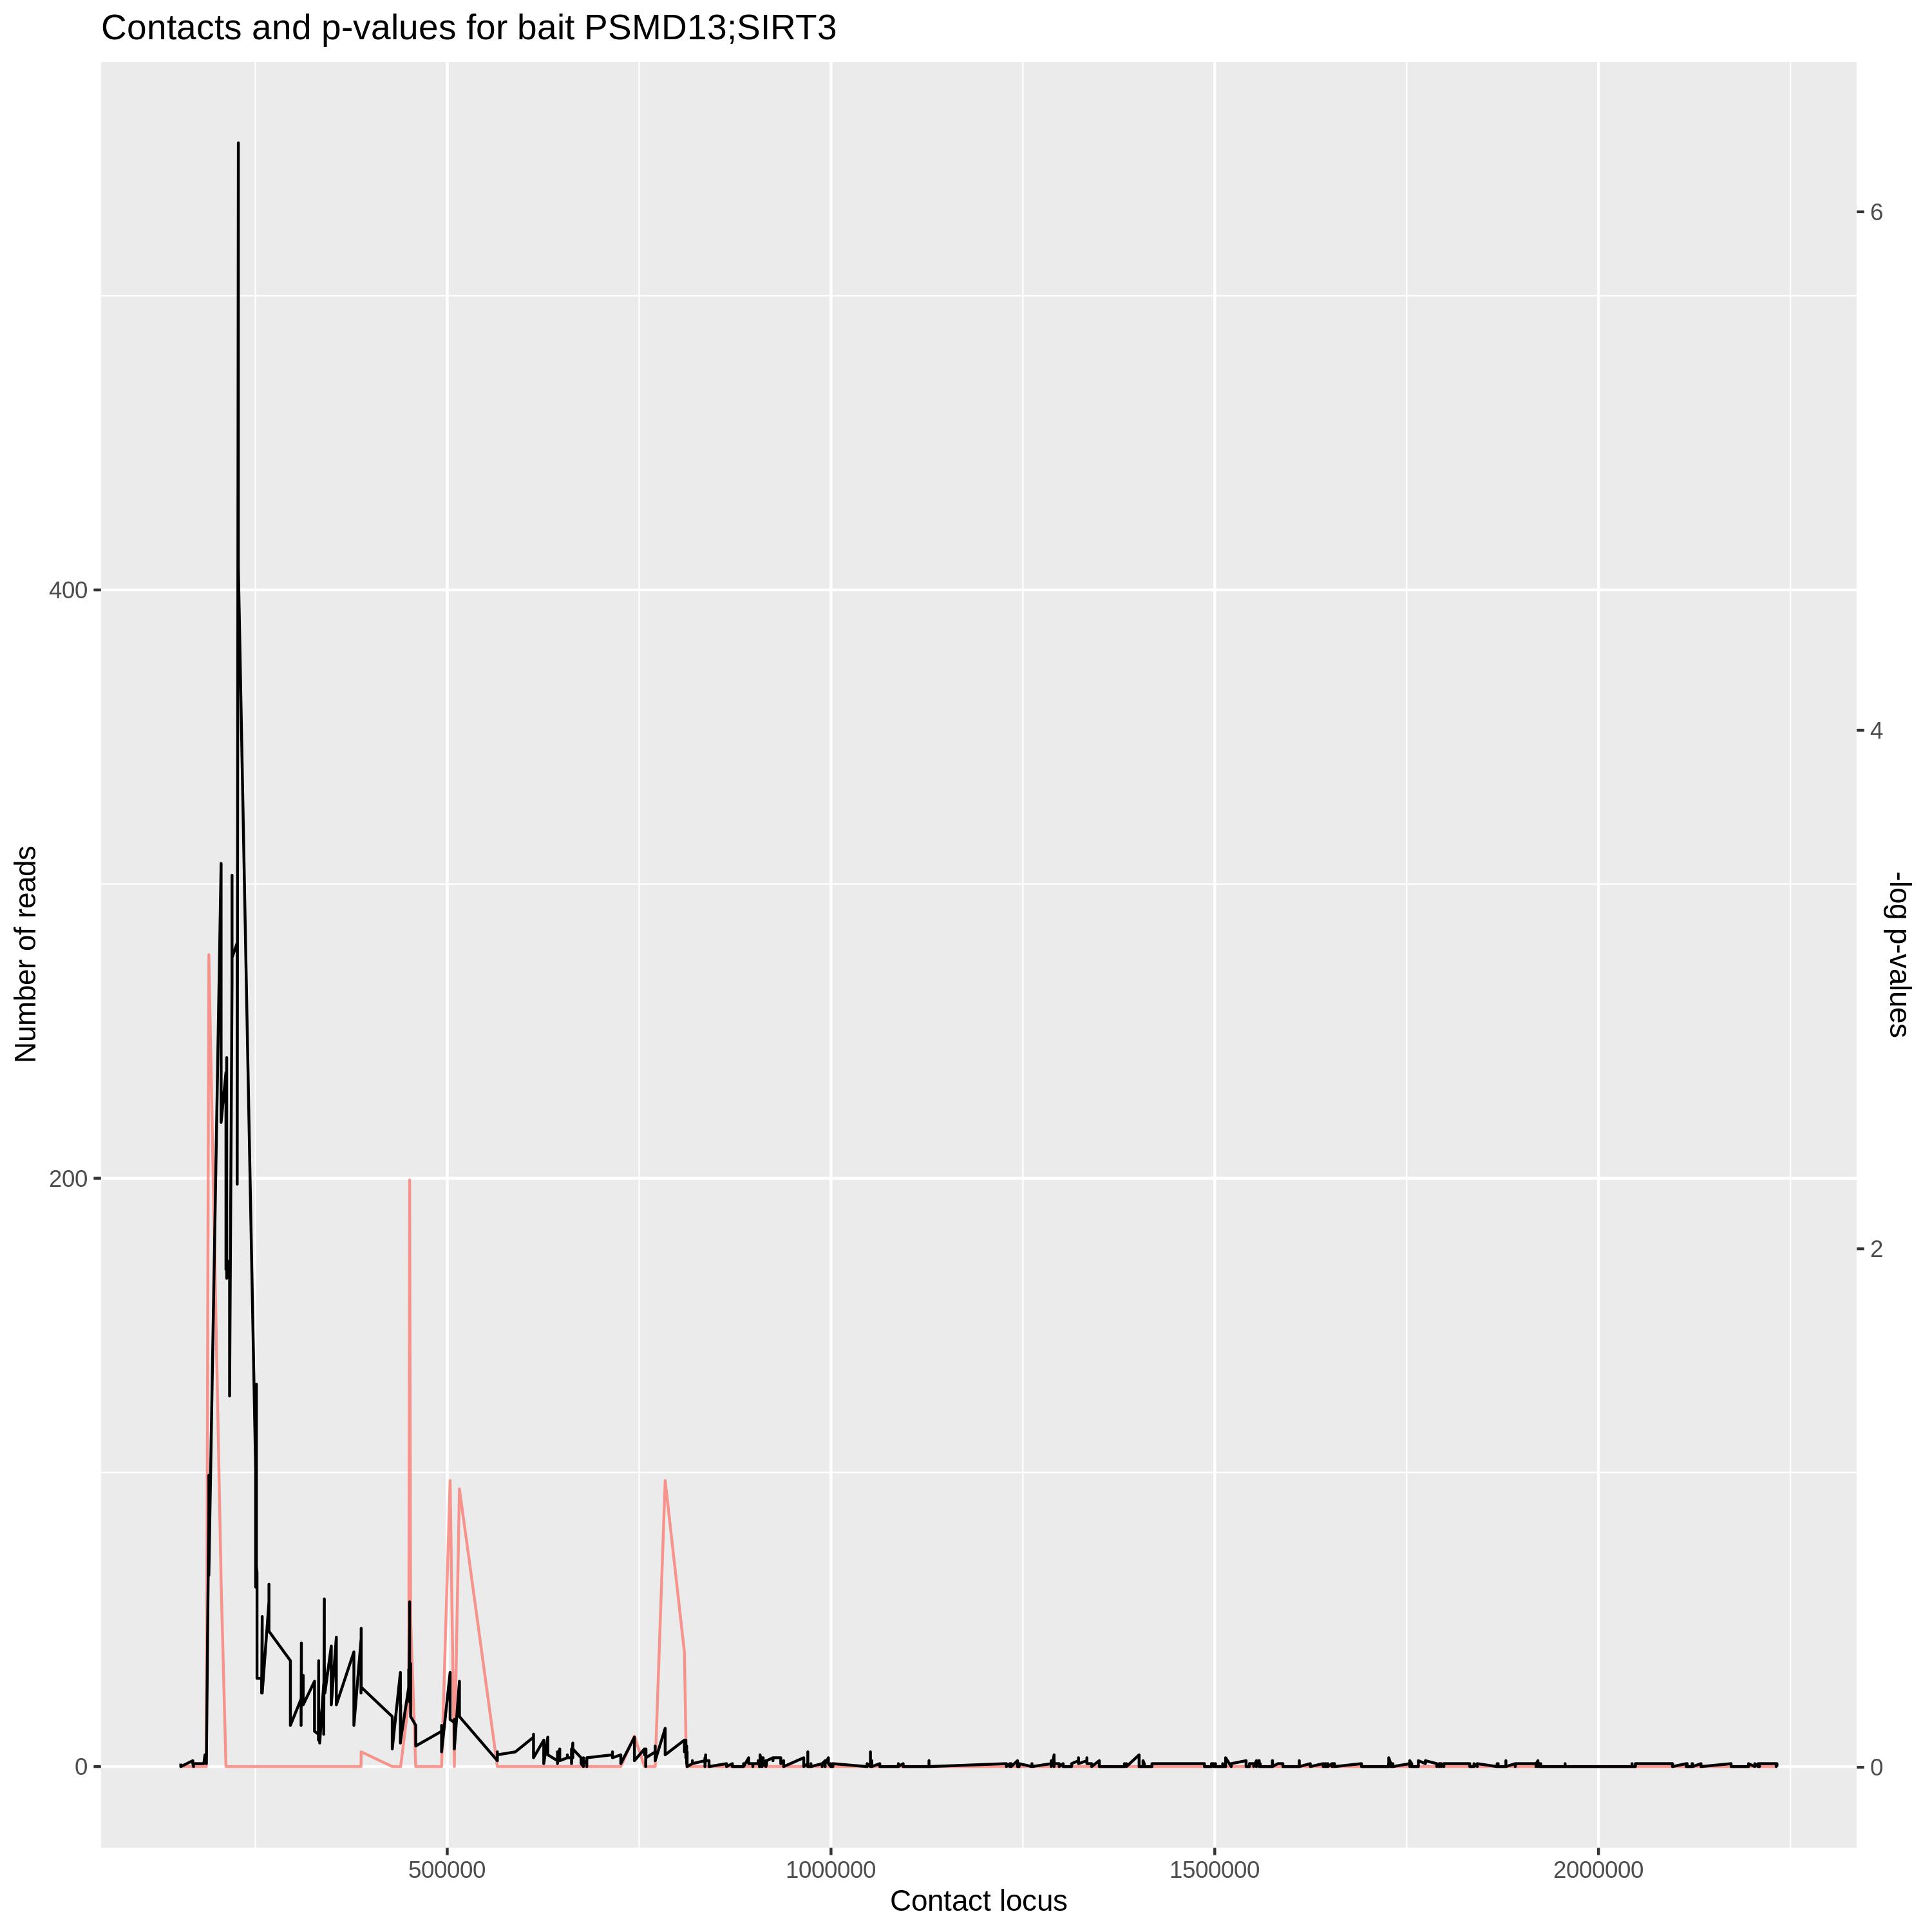 Contacts and p-values for bait PSMD13;SIRT3
Number of reads
400
200
0
6
4
2
0
-log p-values
500000
1000000
1500000
2000000
Contact locus